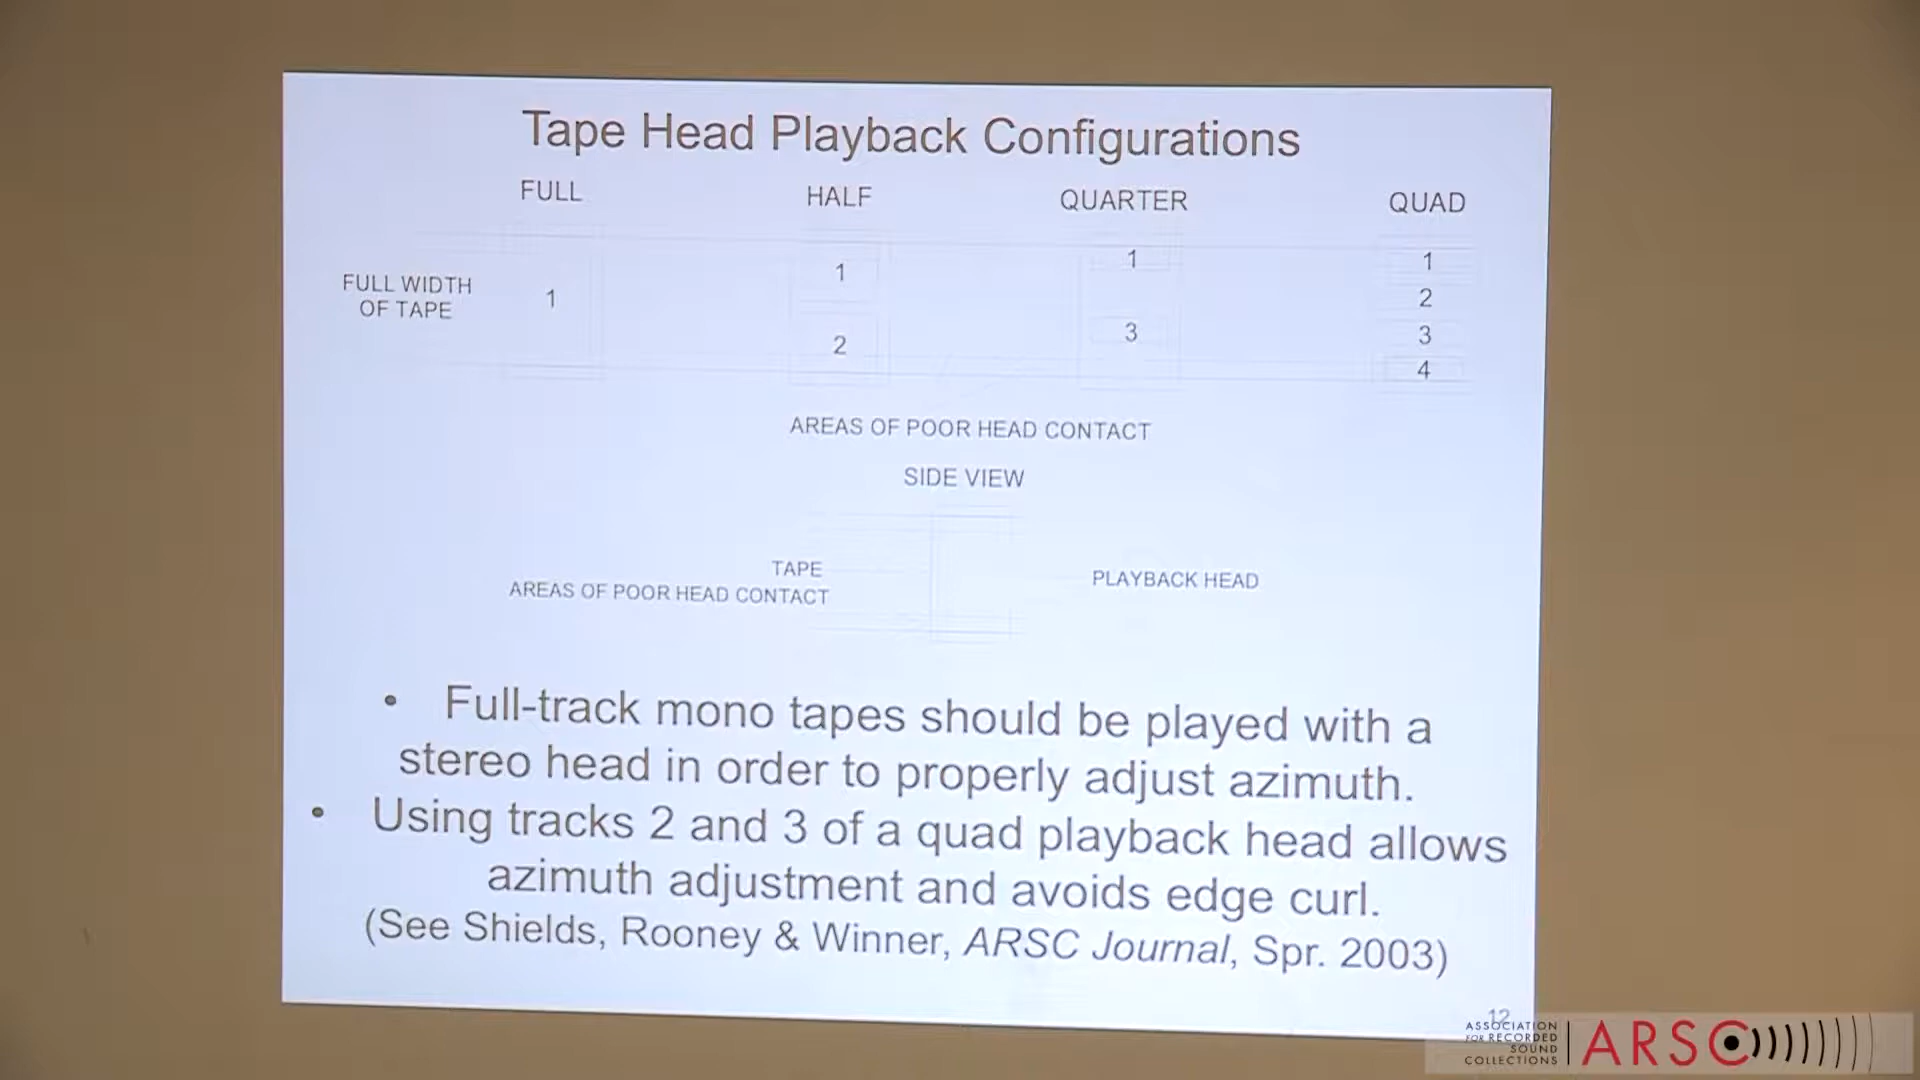 Tape Head Playback Configurations
FULL HALF QUARTER QUAD
FULL WIDTH
OF TAPE
1
1
2
1
3
1
2
3
4
AREAS OF POOR HEAD CONTACT
SIDE VIEW
TAPE
AREAS OF POOR HEAD CONTACT
PLAYBACK HEAD
• Full-track mono tapes should be played with a
stereo head in order to properly adjust azimuth.
• Using tracks 2 and 3 of a quad playback head allows
azimuth adjustment and avoids edge curl.
(See Shields, Rooney & Winner, ARSC Journal, Spr. 2003)
12
ASSOCIATION
FOR RECORDED
SOUND
COLLECTIONS
ARSC